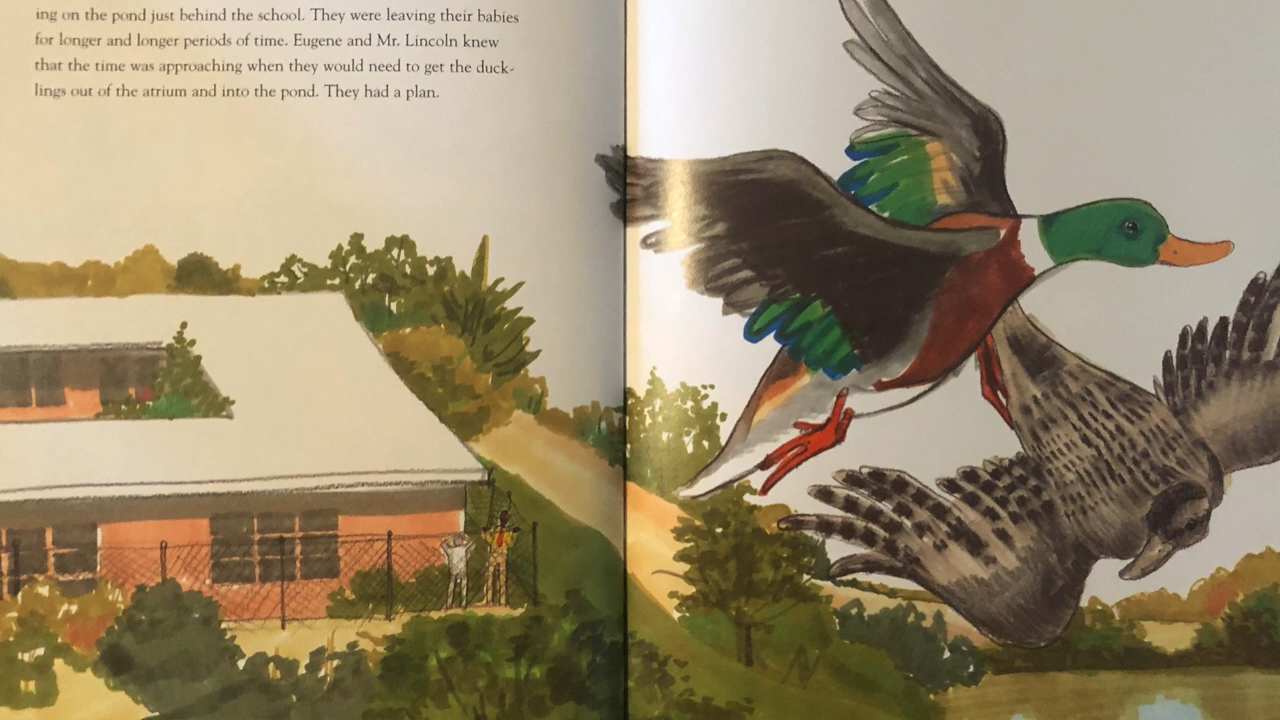 ing on the pond just behind the school. They were leaving their babies
for longer and longer periods of time. Eugene and Mr. Lincoln knew
that the time was approaching when they would need to get the duck-
lings out of the atrium and into the pond. They had a plan.